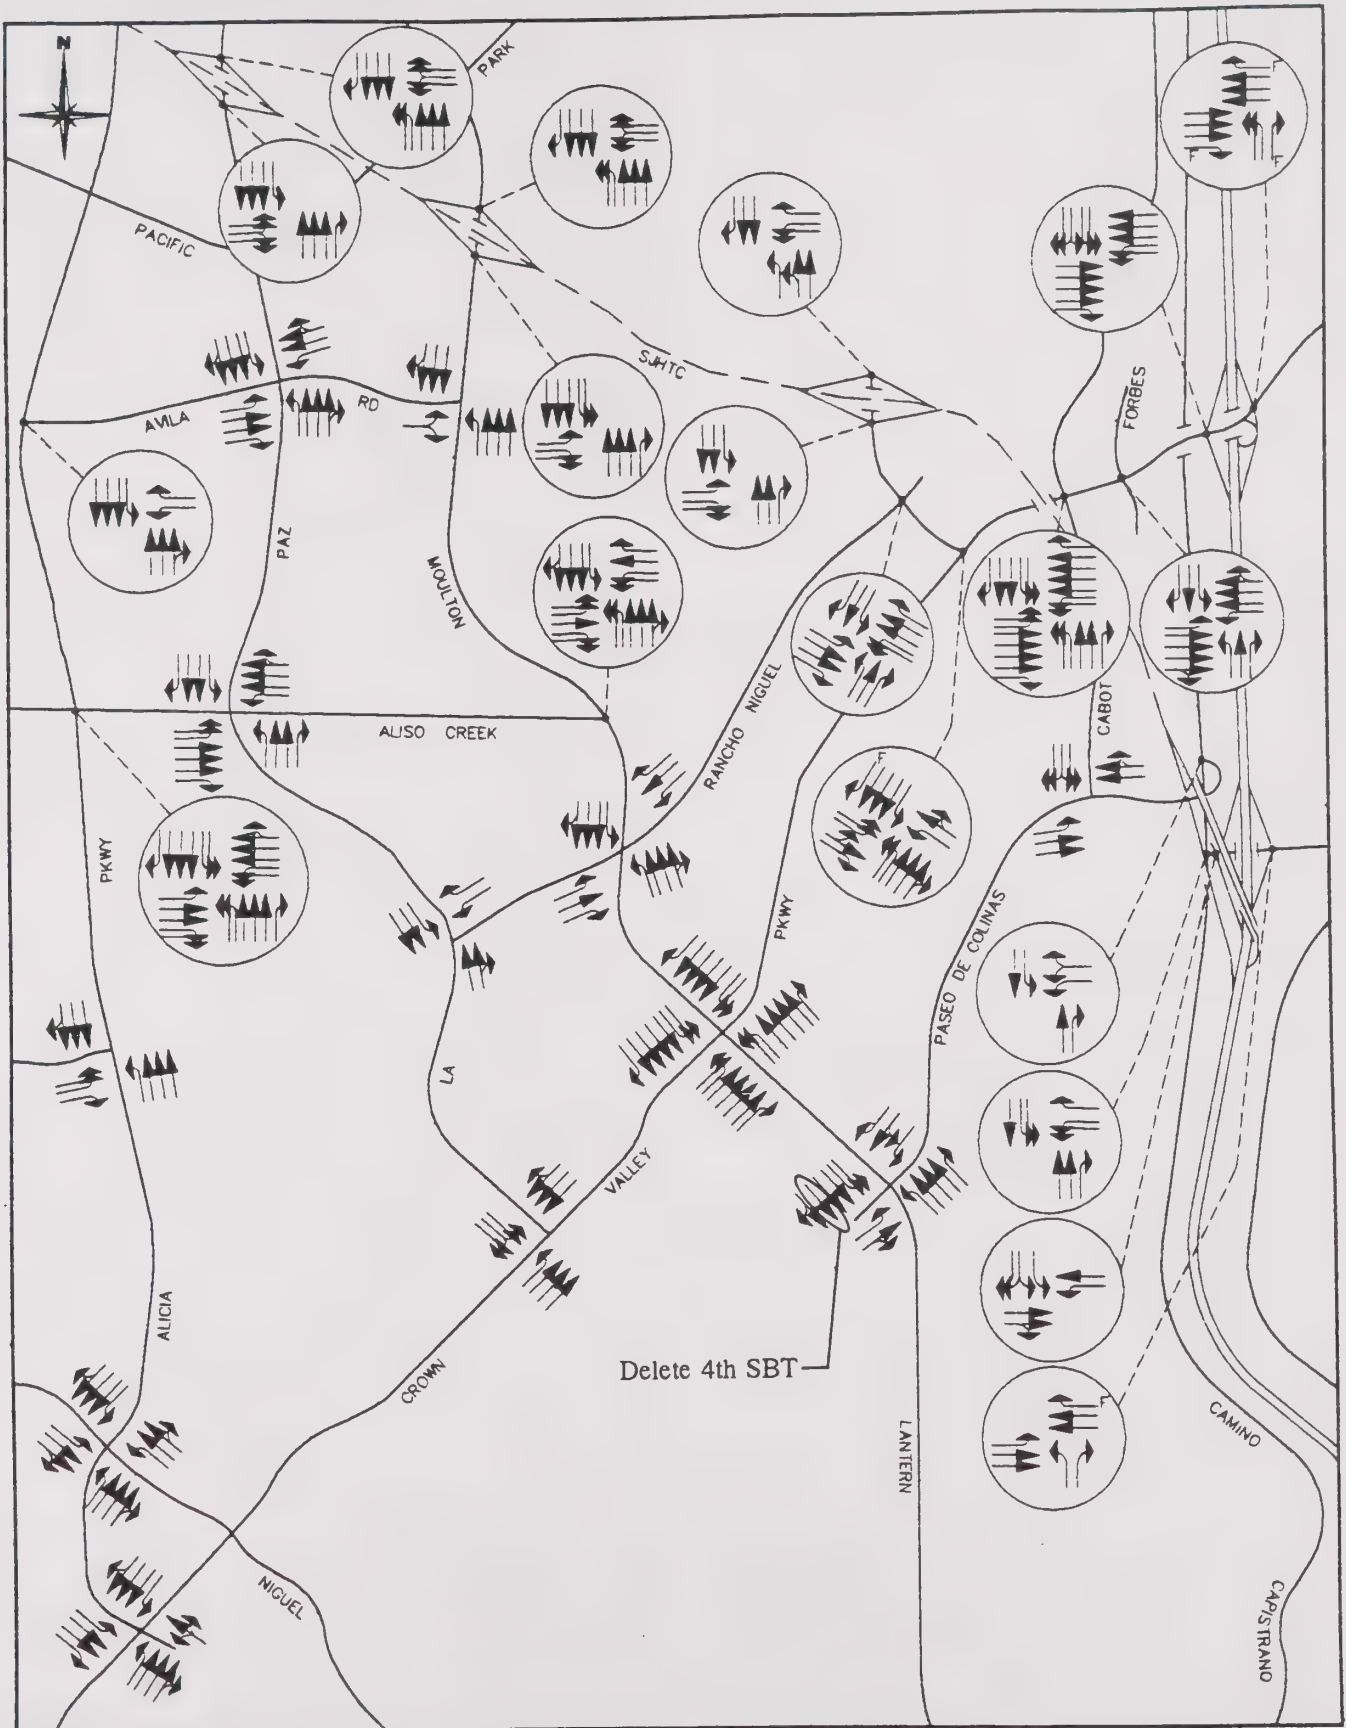 N
PARK
PACIFIC
SJHTC
FORBES
AVILA
RD
PAZ
MOULTON
RANCHO NIGUEL
CABOT
ALISO CREEK
PKWY
PKWY
PASEO DE COLINAS
LA
VALLEY
ALICIA
CROWN
Delete 4th SBT
LANTERN
CAMINO
NIGUEL
CAPISTRANO
F
F
F
F
F